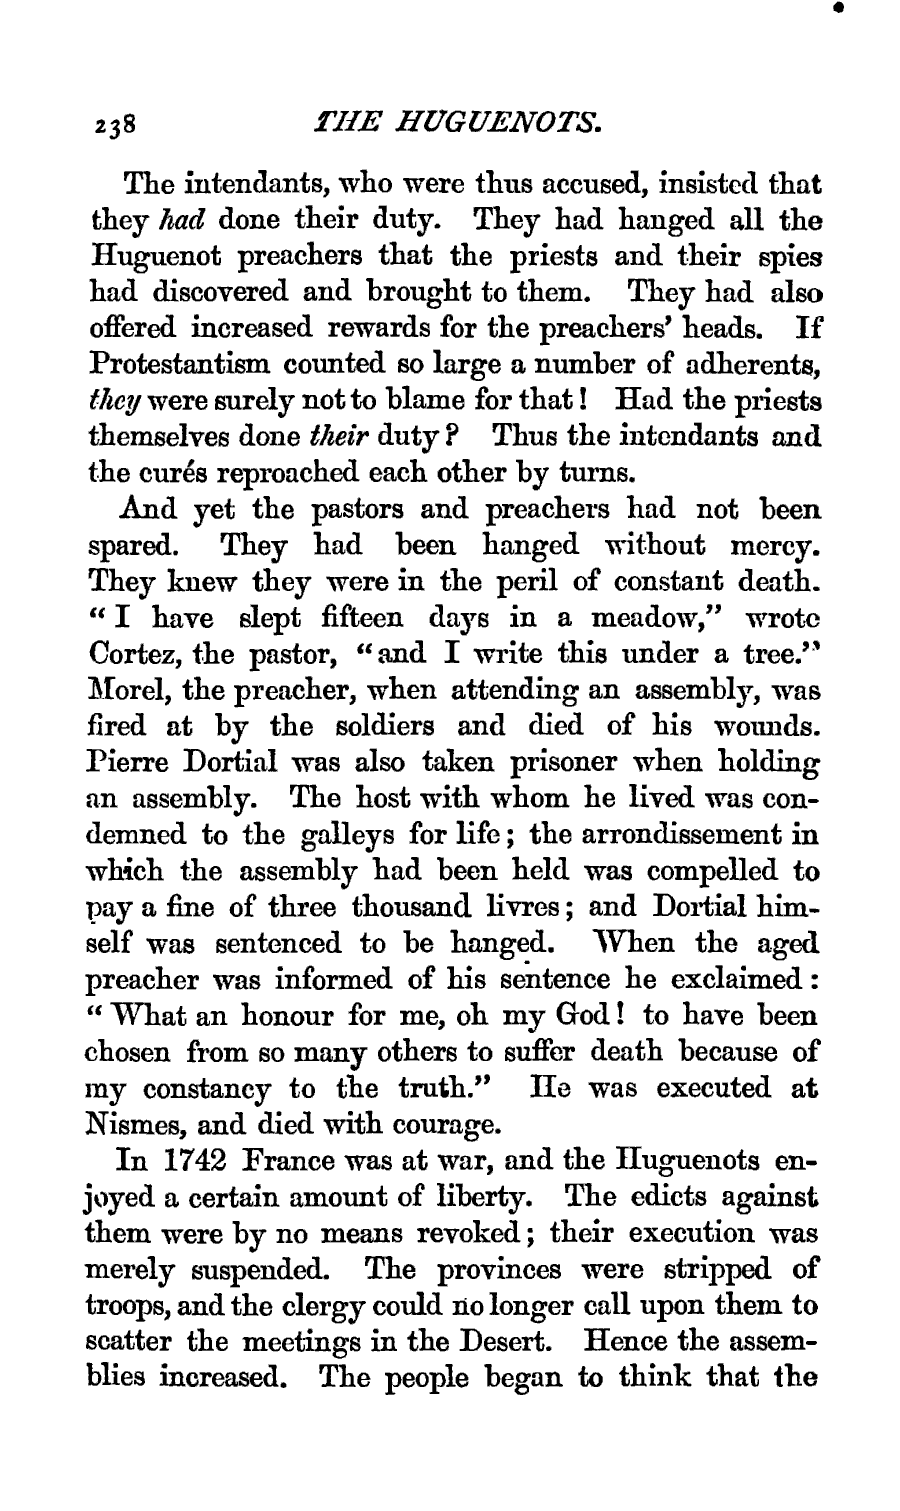 238 THE HUGUENOTS.
The intendants, who were thus accused, insisted that
they had done their duty. They had hanged all the
Huguenot preachers that the priests and their spies
had discovered and brought to them. They had also
offered increased rewards for the preachers' heads. If
Protestantism counted so large a number of adherents,
they were surely not to blame for that! Had the priests
themselves done their duty? Thus the intendants and
the curés reproached each other by turns.
And yet the pastors and preachers had not been
spared. They had been hanged without mercy.
They knew they were in the peril of constant death.
“I have slept fifteen days in a meadow,” wrote
Cortez, the pastor, “and I write this under a tree.”
Morel, the preacher, when attending an assembly, was
fired at by the soldiers and died of his wounds.
Pierre Dortial was also taken prisoner when holding
an assembly. The host with whom he lived was con-
demned to the galleys for life; the arrondissement in
which the assembly had been held was compelled to
pay a fine of three thousand livres; and Dortial him-
self was sentenced to be hanged. When the aged
preacher was informed of his sentence he exclaimed:
“What an honour for me, oh my God! to have been
chosen from so many others to suffer death because of
my constancy to the truth.” He was executed at
Nismes, and died with courage.
In 1742 France was at war, and the Huguenots en-
joyed a certain amount of liberty. The edicts against
them were by no means revoked; their execution was
merely suspended. The provinces were stripped of
troops, and the clergy could no longer call upon them to
scatter the meetings in the Desert. Hence the assem-
blies increased. The people began to think that the